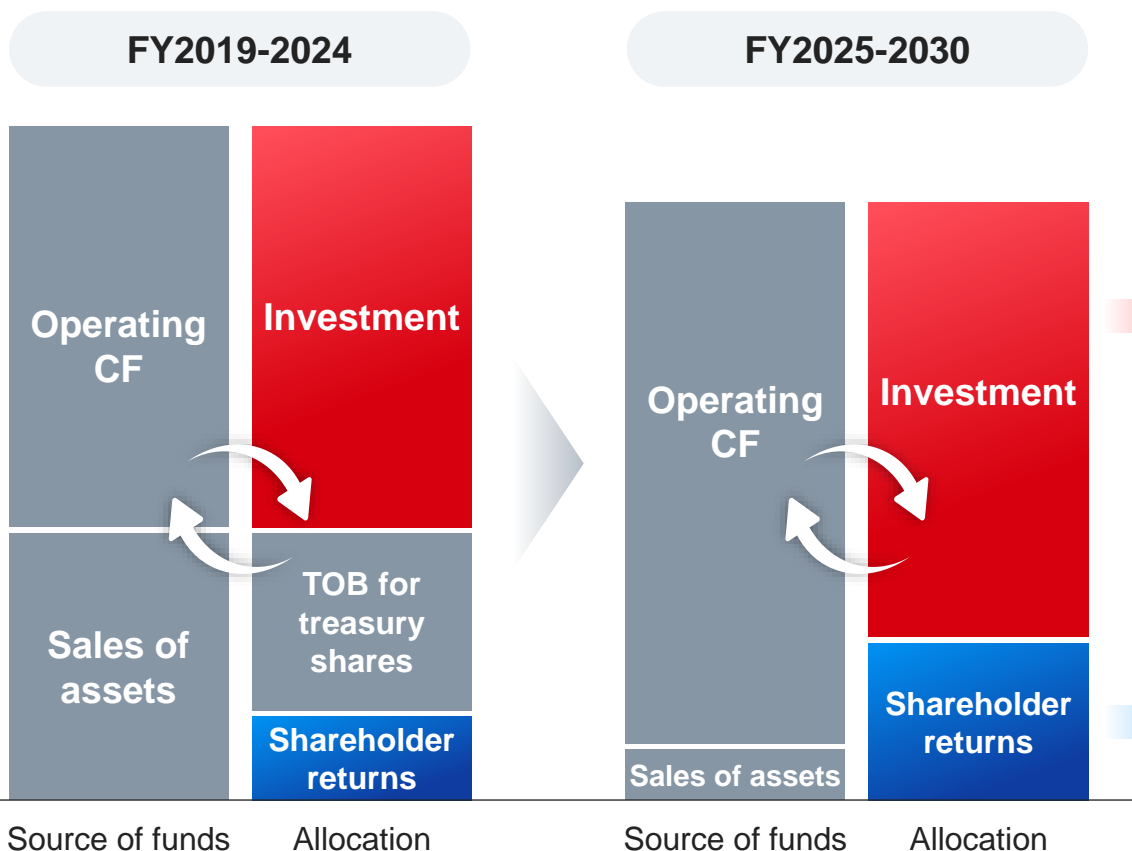 FY2019-2024
FY2025-2030
Operating
CF
Investment
Sales of
assets
TOB for
treasury
shares
Shareholder
returns
Operating
CF
Investment
Sales of assets
Shareholder
returns
Source of funds
Allocation
Source of funds
Allocation